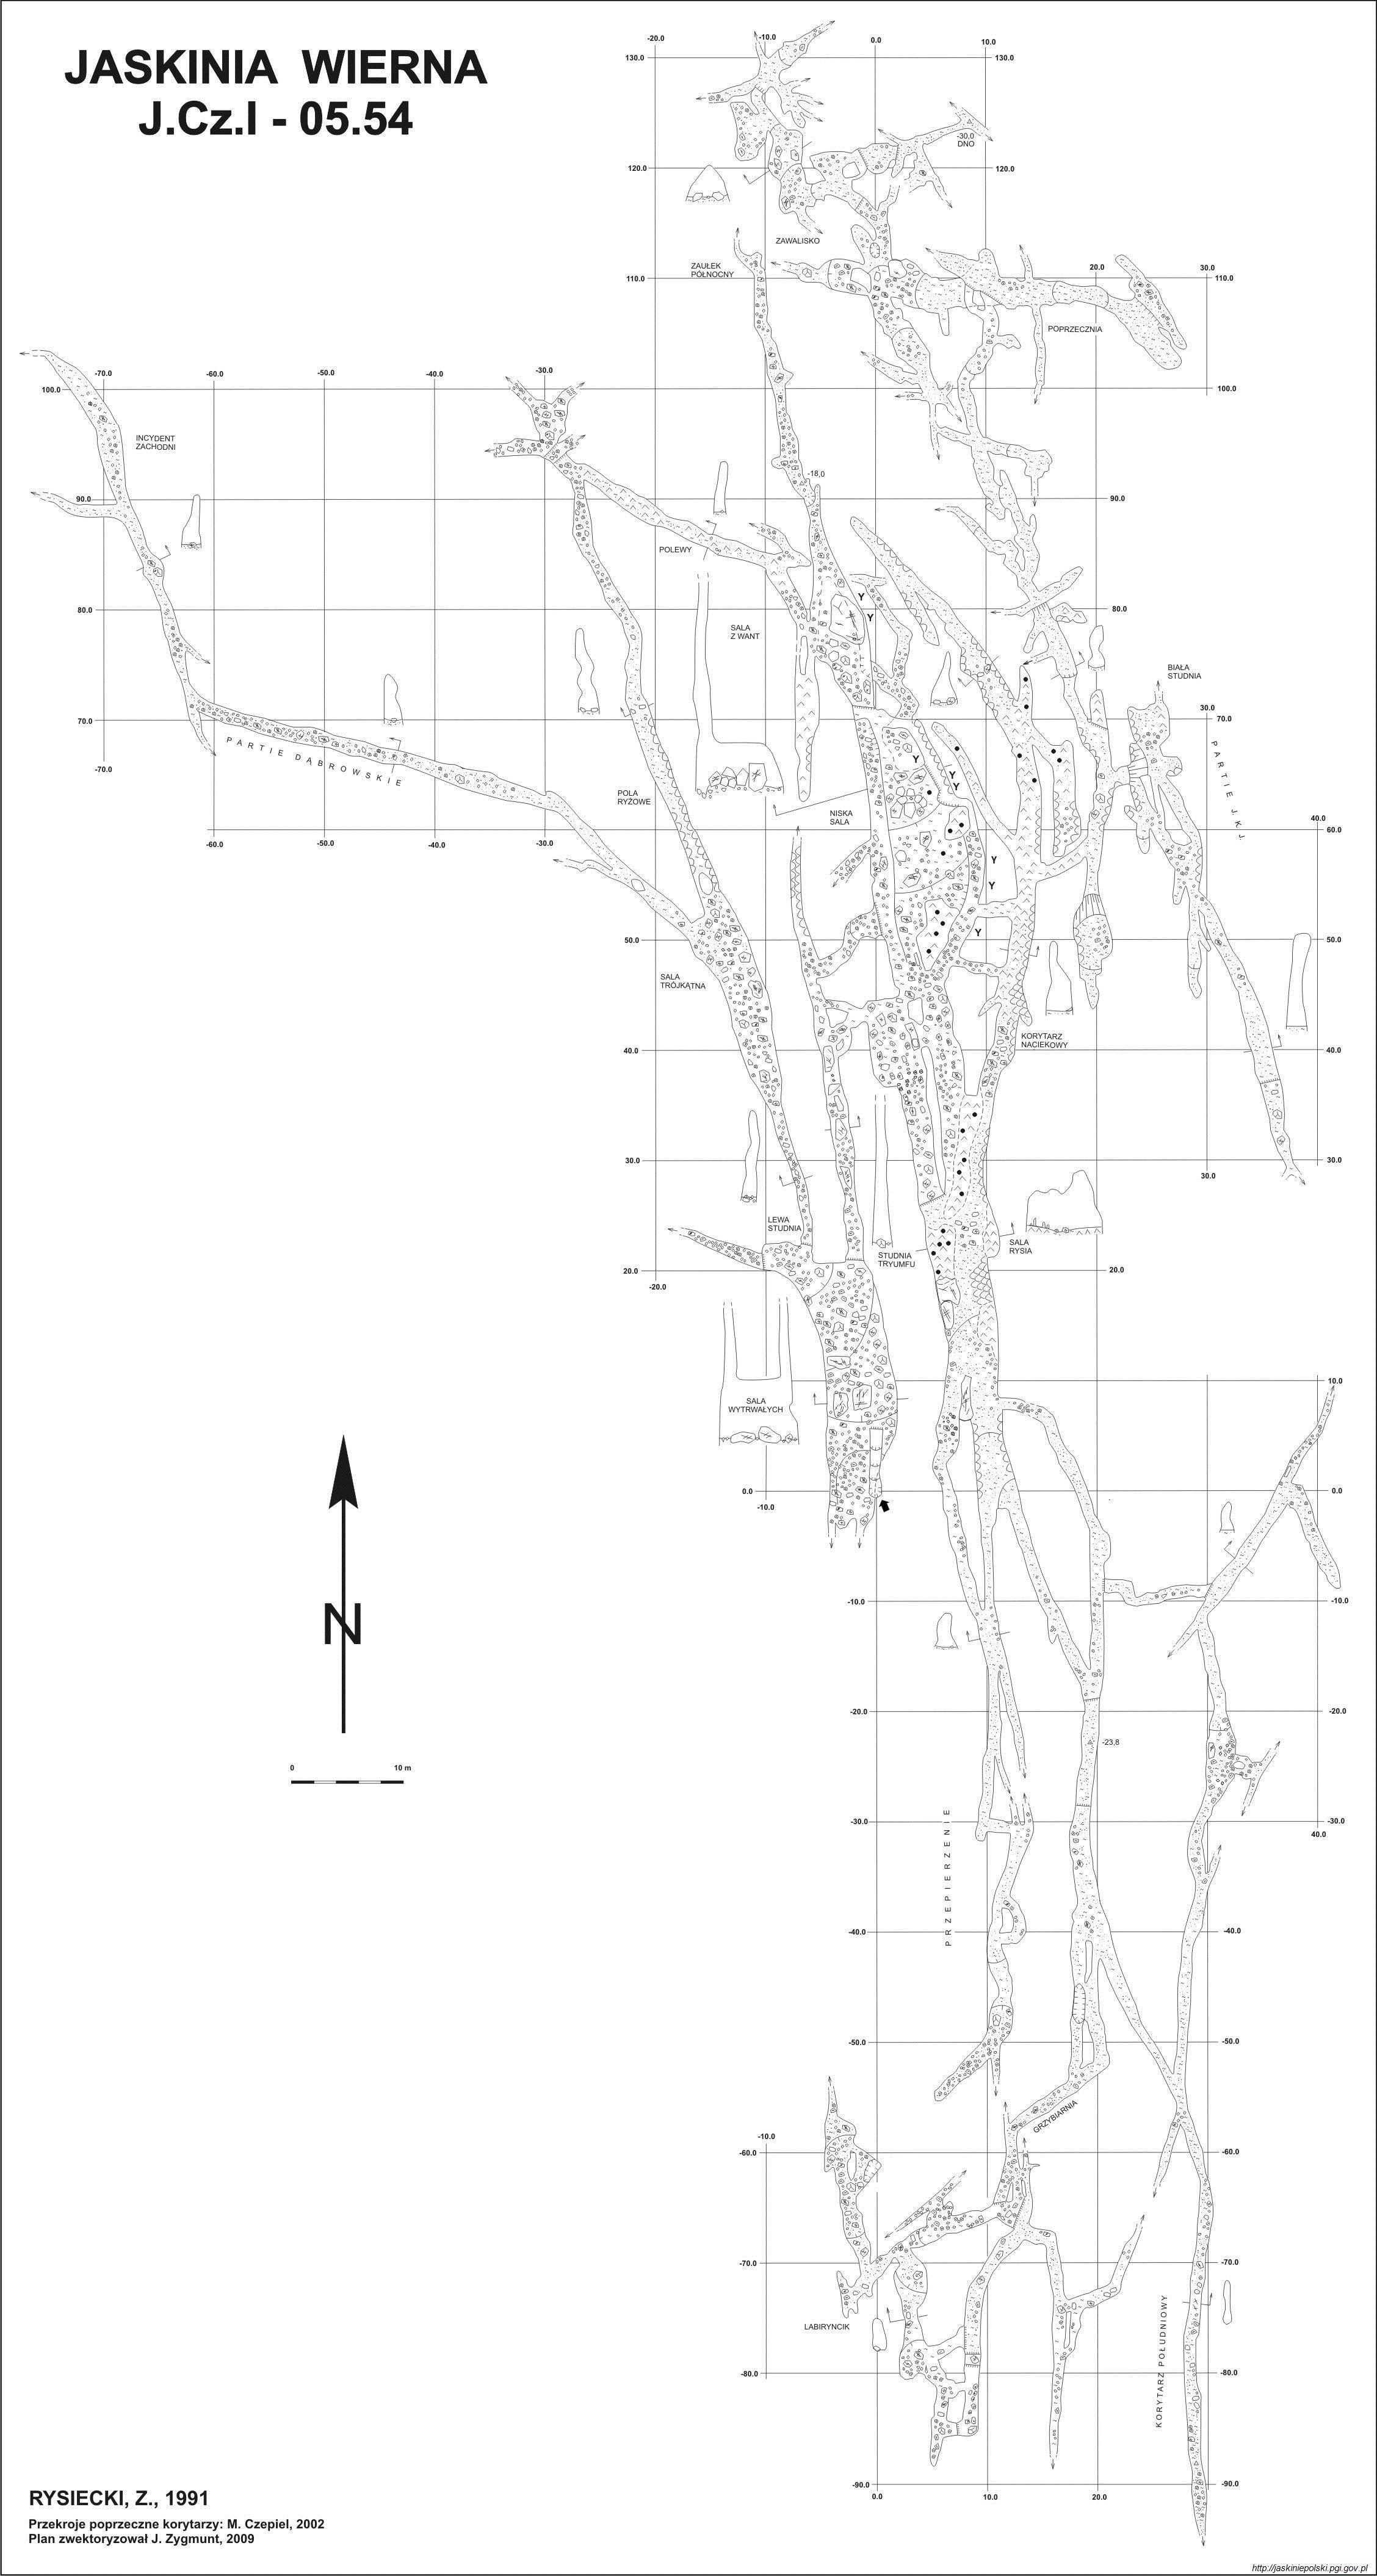 JASKINIA WIERNA
J.Cz.I - 05.54
-20.0
-10.0
0.0
10.0
130.0
130.0
-30,0
DNO
120.0
120.0
ZAWALISKO
ZAUŁEK
PÓŁNOCNY
20.0
30.0
110.0
110.0
POPRZECZNIA
-70.0
-60.0
-50.0
-40.0
-30.0
100.0
100.0
INCYDENT
ZACHODNI
-18,0
90.0
90.0
POLEWY
Y
80.0
80.0
Y
SALA
Z WANT
BIAŁA
STUDNIA
30.0
70.0
70.0
PARTIE DĄBROWSKIE
PARTIE JKJ
-70.0
Y
Y
Y
POLA
RYŻOWE
NISKA
SALA
40.0
60.0
-60.0
-50.0
-40.0
-30.0
Y
Y
Y
50.0
50.0
SALA
TRÓJKĄTNA
KORYTARZ
NACIEKOWY
40.0
40.0
30.0
30.0
30.0
LEWA
STUDNIA
SALA
RYSIA
STUDNIA
TRYUMFU
20.0
20.0
-20.0
10.0
SALA
WYTRWAŁYCH
0.0
0.0
-10.0
N
-10.0
-10.0
-20.0
-20.0
-23,8
0
10 m
-30.0
-30.0
40.0
PRZEPIERZENIE
-40.0
-40.0
-50.0
-50.0
GRZYBIARNIA
-10.0
-60.0
-60.0
-70.0
-70.0
LABIRYNCIK
KORYTARZ POŁUDNIOWY
-80.0
-80.0
-90.0
-90.0
0.0
10.0
20.0
RYSIECKI, Z., 1991
Przekroje poprzeczne korytarzy: M. Czepiel, 2002
Plan zwektoryzował J. Zygmunt, 2009
http://jaskiniepolski.pgi.gov.pl